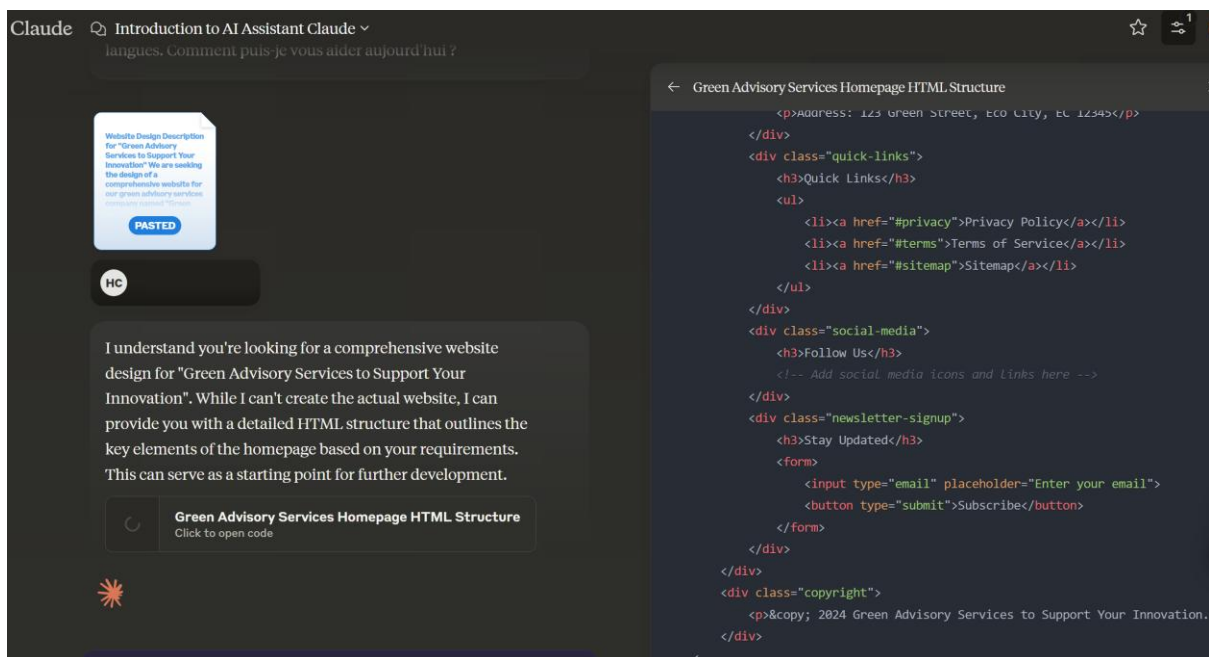 Claude
Introduction to AI Assistant Claude
1
langues. Comment puis-je vous aider aujourd'hui ?
Website Design Description
for "Green Advisory
Services to Support Your
Innovation" We are seeking
the design of a
comprehensive website for
our green advisory services
company named "Green
PASTED
HC
I understand you're looking for a comprehensive website
design for "Green Advisory Services to Support Your
Innovation". While I can't create the actual website, I can
provide you with a detailed HTML structure that outlines the
key elements of the homepage based on your requirements.
This can serve as a starting point for further development.
Green Advisory Services Homepage HTML Structure
Click to open code
Green Advisory Services Homepage HTML Structure
<p>Address: 123 Green Street, Eco City, EC 12345</p>
</div>
<div class="quick-links">
<h3>Quick Links</h3>
<ul>
<li><a href="#privacy">Privacy Policy</a></li>
<li><a href="#terms">Terms of Service</a></li>
<li><a href="#sitemap">Sitemap</a></li>
</ul>
</div>
<div class="social-media">
<h3>Follow Us</h3>
<!-- Add social media icons and links here -->
</div>
<div class="newsletter-signup">
<h3>Stay Updated</h3>
<form>
<input type="email" placeholder="Enter your email">
<button type="submit">Subscribe</button>
</form>
</div>
</div>
<div class="copyright">
<p>&copy; 2024 Green Advisory Services to Support Your Innovation.
</div>